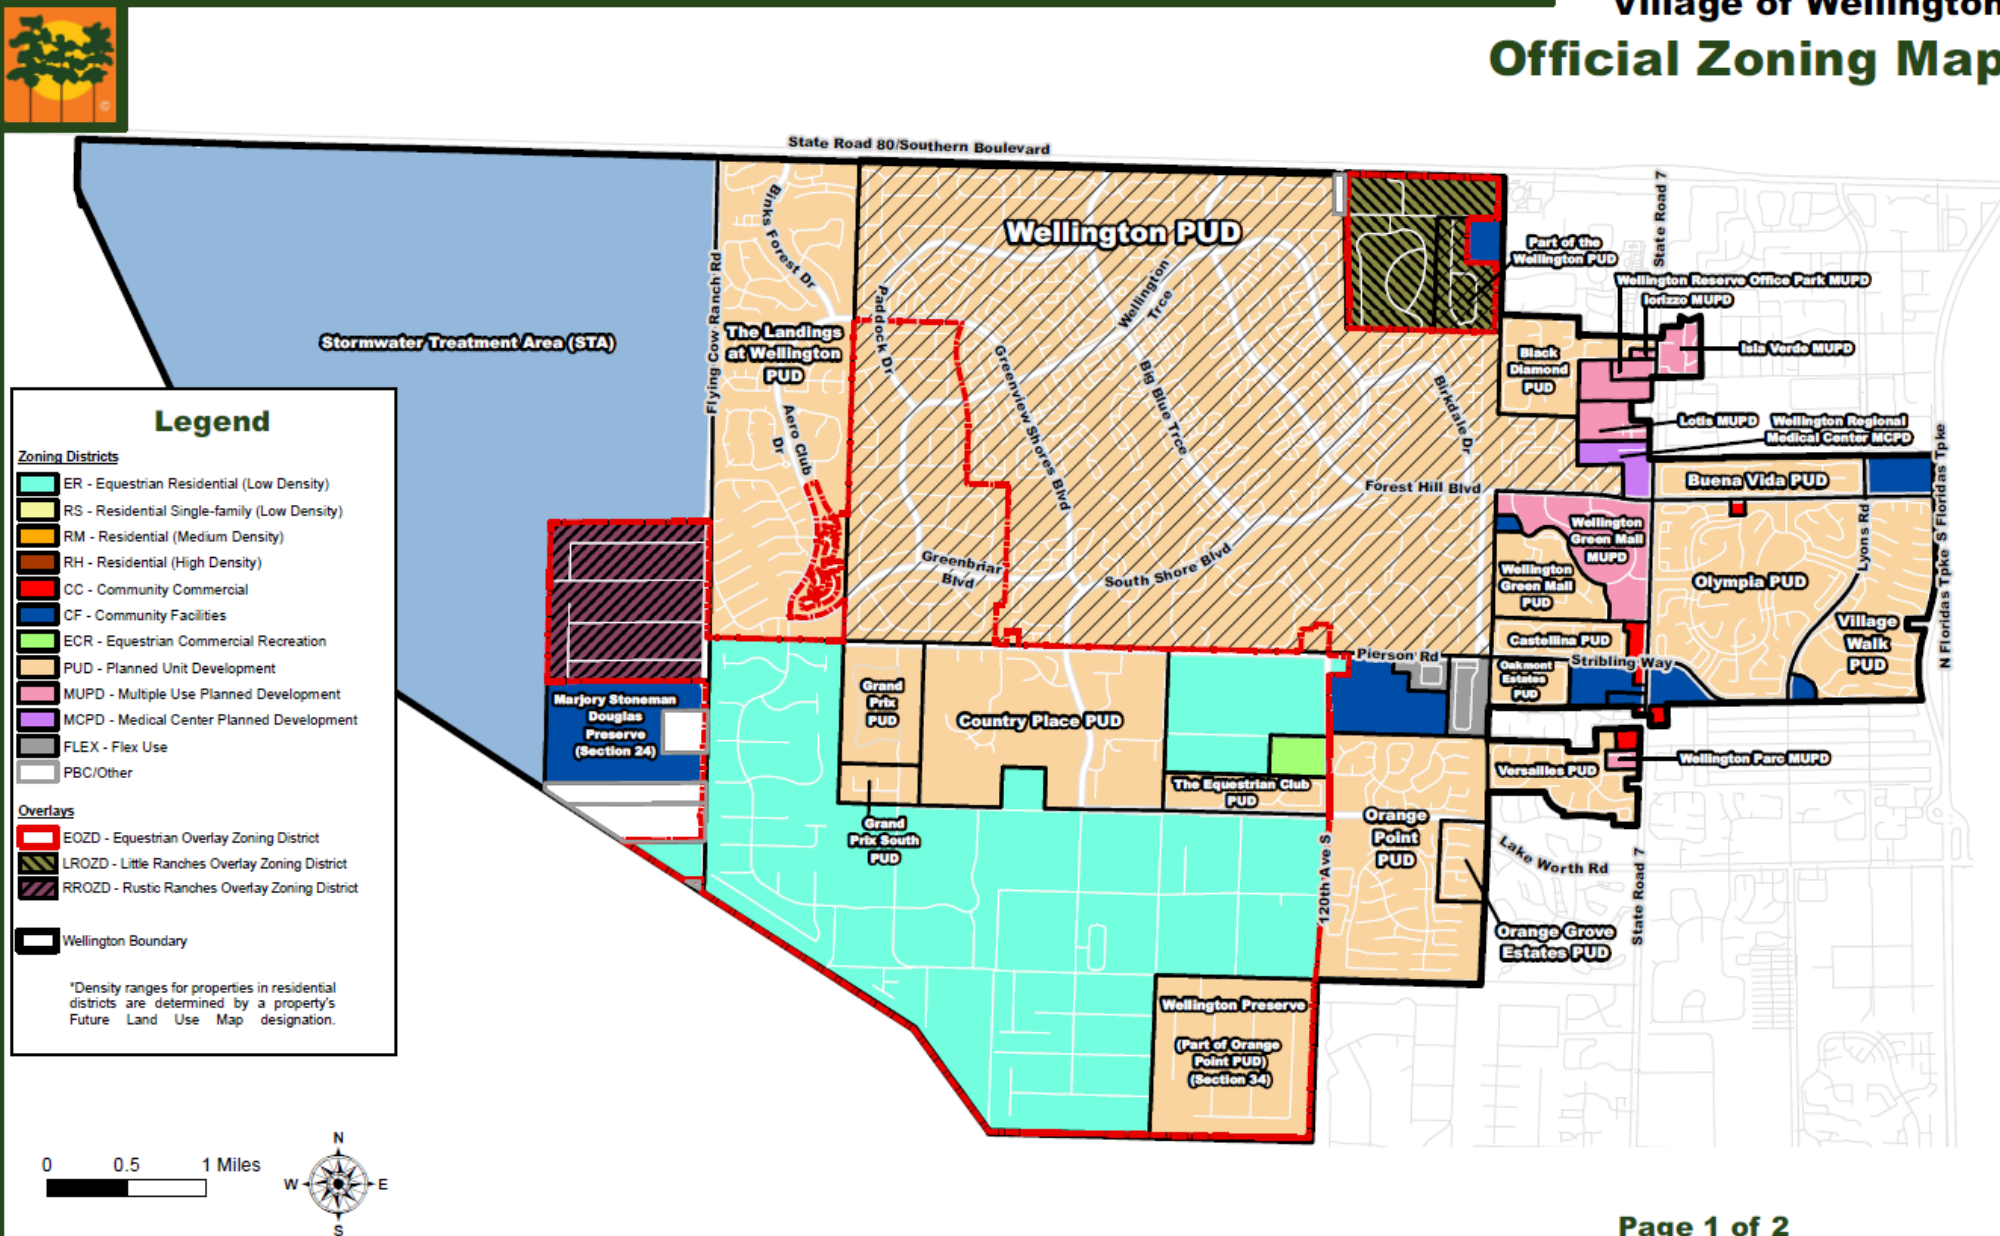 Village of Wellington
Official Zoning Map
State Road 80/Southern Boulevard
Binks Forest Dr
Wellington PUD
State Road 7
Part of the
Wellington PUD
Flying Cow Ranch Rd
Paddock Dr
Wellington
Trce
Wellington Reserve Office Park MUPD
Iorizzo MUPD
Stormwater Treatment Area (STA)
The Landings
at Wellington
PUD
Greenview Shores Blvd
Big Blue Trce
Birkdale Dr
Black
Diamond
PUD
Isla Verde MUPD
Aero Club
Dr
Lotis MUPD
Wellington Regional
Medical Center MCPD
Forest Hill Blvd
Buena Vida PUD
N Floridas Tpke S Floridas Tpke
Lyons Rd
Wellington
Green Mall
MUPD
Greenbriar
Blvd
South Shore Blvd
Wellington
Green Mall
PUD
Olympia PUD
Village
Walk
PUD
Castellina PUD
Pierson Rd
Oakmont
Estates
PUD
Stribling Way
Marjory Stoneman
Douglas
Preserve
(Section 24)
Grand
Prix
PUD
Country Place PUD
The Equestrian Club
PUD
Versailles PUD
Wellington Parc MUPD
Grand
Prix South
PUD
Orange
Point
PUD
120th Ave S
Lake Worth Rd
State Road 7
Orange Grove
Estates PUD
Wellington Preserve
(Part of Orange
Point PUD)
(Section 34)
Legend
Zoning Districts
ER - Equestrian Residential (Low Density)
RS - Residential Single-family (Low Density)
RM - Residential (Medium Density)
RH - Residential (High Density)
CC - Community Commercial
CF - Community Facilities
ECR - Equestrian Commercial Recreation
PUD - Planned Unit Development
MUPD - Multiple Use Planned Development
MCPD - Medical Center Planned Development
FLEX - Flex Use
PBC/Other
Overlays
EOZD - Equestrian Overlay Zoning District
LROZD - Little Ranches Overlay Zoning District
RROZD - Rustic Ranches Overlay Zoning District
Wellington Boundary
*Density ranges for properties in residential
districts are determined by a property's
Future Land Use Map designation.
0 0.5 1 Miles
N
W E
S
Page 1 of 2